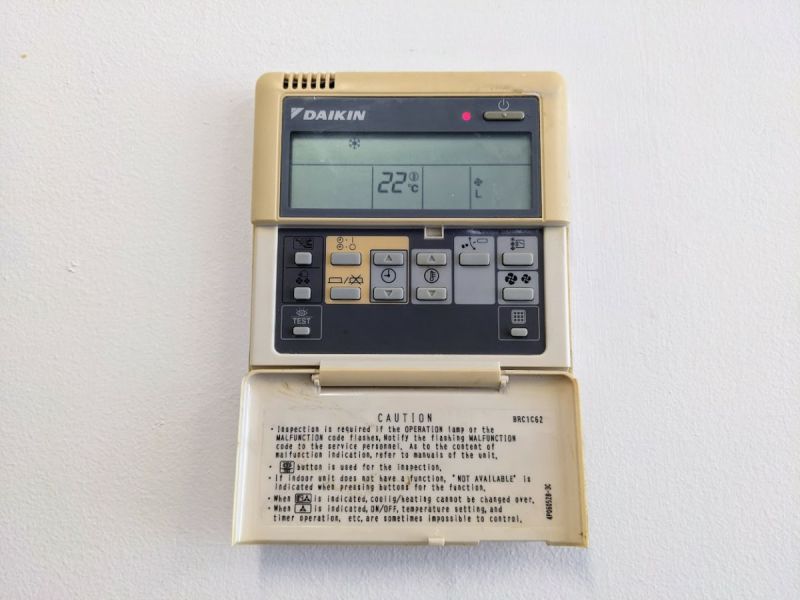 DAIKIN
22 °C
L
TEST
CAUTION
BRC1C62
• Inspection is required if the OPERATION lamp or the
MALFUNCTION code flashes. Notify the flashing MALFUNCTION
code to the service personnel. As to the content of
malfunction indication, refer to manuals of the unit.
• button is used for the inspection.
• If indoor unit does not have a function, "NOT AVAILABLE" is
indicated when pressing buttons for the function.
• When is indicated, coolig/heating cannot be changed over.
• When is indicated, ON/OFF, temperature setting, and
timer operation, etc. are sometimes impossible to control.
4P060528-3C